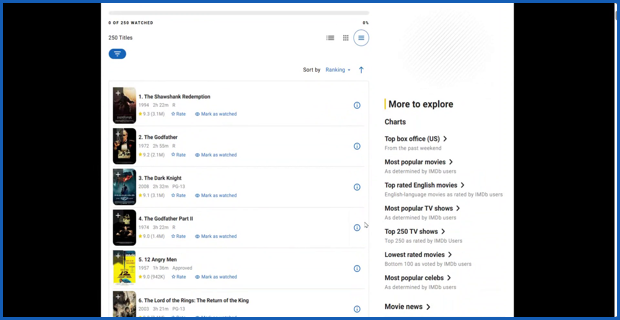 0 OF 250 WATCHED
0%
250 Titles
Sort by Ranking
1. The Shawshank Redemption
1994 2h 22m R
9.3 (3.1M) Rate Mark as watched
2. The Godfather
1972 2h 55m R
9.2 (2.1M) Rate Mark as watched
3. The Dark Knight
2008 2h 32m PG-13
9.1 (3.1M) Rate Mark as watched
4. The Godfather Part II
1974 3h 22m R
9.0 (1.4M) Rate Mark as watched
5. 12 Angry Men
1957 1h 36m Approved
9.0 (940K) Rate Mark as watched
6. The Lord of the Rings: The Return of the King
2003 3h 21m PG-13
More to explore
Charts
Top box office (US)
From the past weekend
Most popular movies
As determined by IMDb users
Top rated English movies
English-language movies as rated by IMDb users
Most popular TV shows
As determined by IMDb users
Top 250 TV shows
Top 250 as rated by IMDb Users
Lowest rated movies
Bottom 100 as voted by IMDb users
Most popular celebs
As determined by IMDb users
Movie news